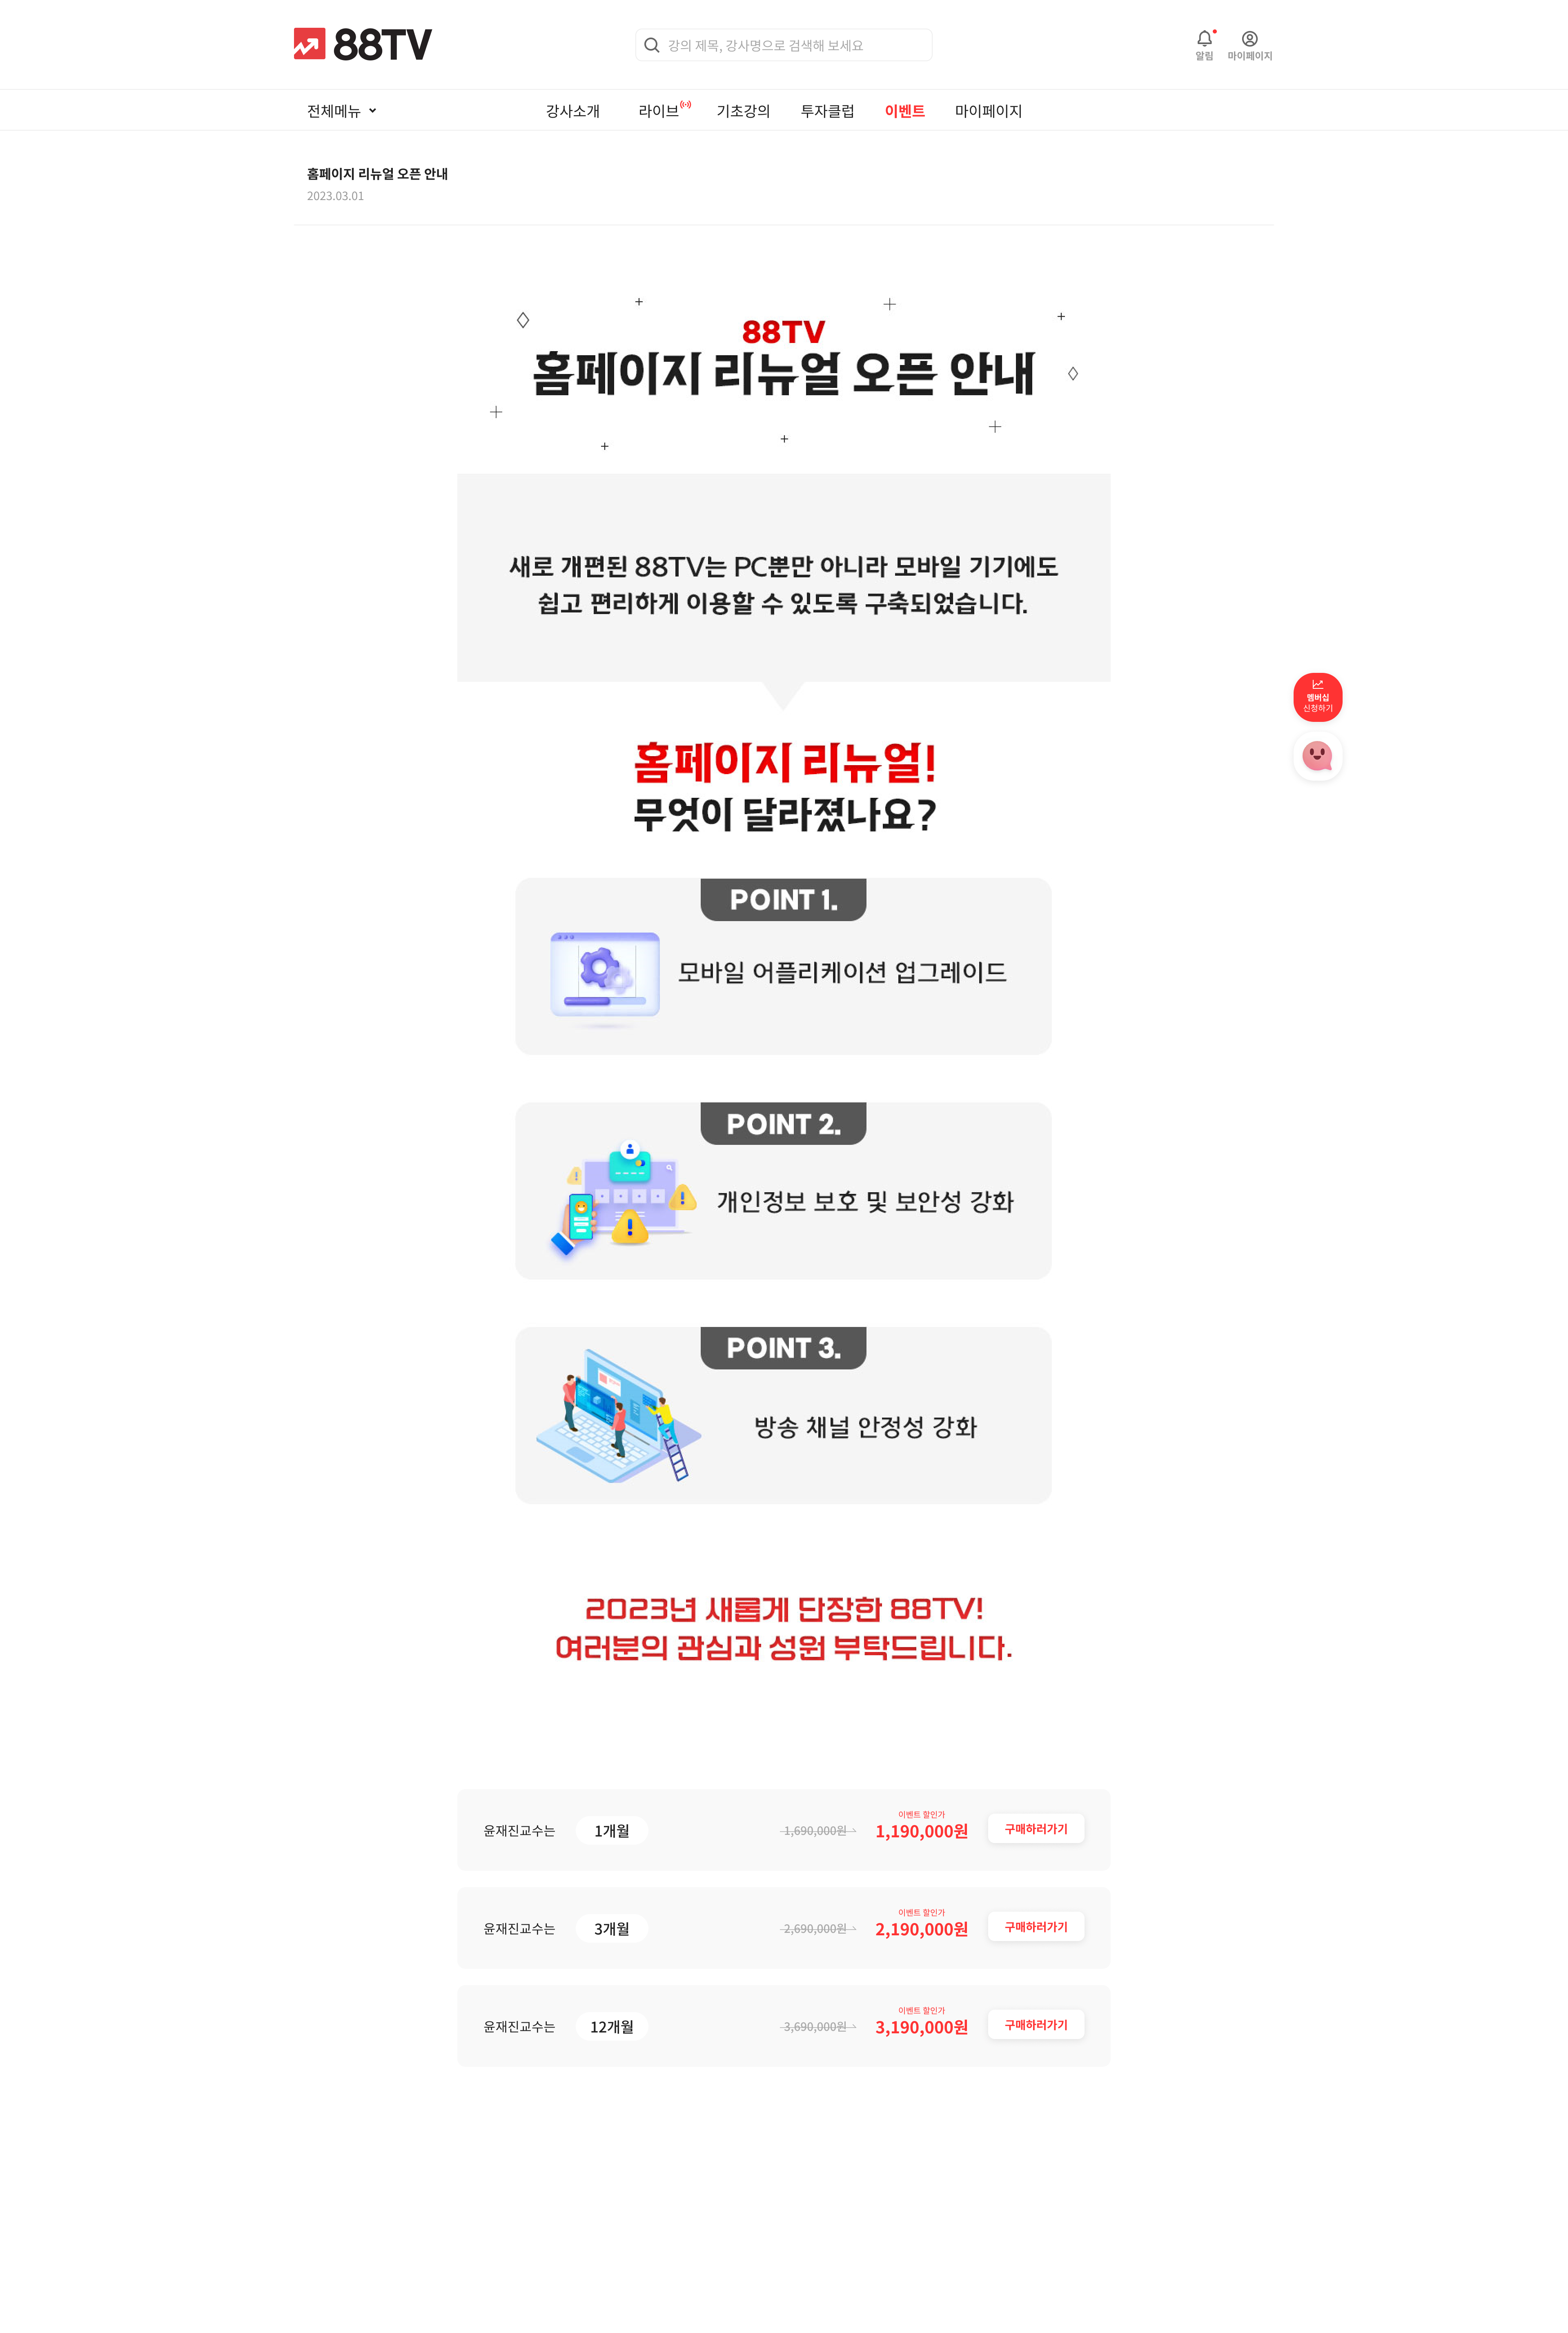 88TV
강의 제목, 강사명으로 검색해 보세요
알림
마이페이지
전체메뉴
강사소개
라이브
기초강의
투자클럽
이벤트
마이페이지
홈페이지 리뉴얼 오픈 안내
2023.03.01
88TV
홈페이지 리뉴얼 오픈 안내
새로 개편된 88TV는 PC뿐만 아니라 모바일 기기에도
쉽고 편리하게 이용할 수 있도록 구축되었습니다.
멤버십
신청하기
홈페이지 리뉴얼!
무엇이 달라졌나요?
POINT 1.
모바일 어플리케이션 업그레이드
POINT 2.
개인정보 보호 및 보안성 강화
POINT 3.
방송 채널 안정성 강화
2023년 새롭게 단장한 88TV!
여러분의 관심과 성원 부탁드립니다.
윤재진교수는
1개월
1,690,000원
이벤트 할인가
1,190,000원
구매하러가기
윤재진교수는
3개월
2,690,000원
이벤트 할인가
2,190,000원
구매하러가기
윤재진교수는
12개월
3,690,000원
이벤트 할인가
3,190,000원
구매하러가기